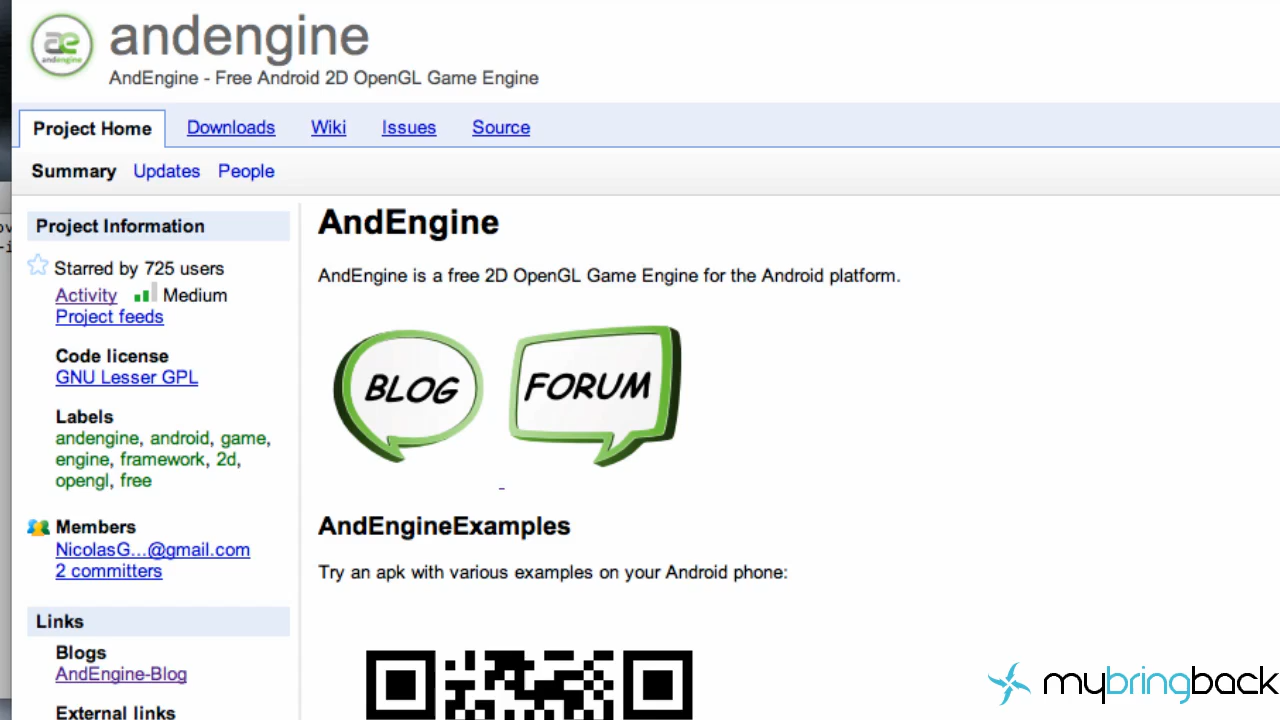 ae
andengine
andengine
AndEngine - Free Android 2D OpenGL Game Engine
Project Home Downloads Wiki Issues Source
Summary Updates People
Project Information
Starred by 725 users
Activity Medium
Project feeds
Code license
GNU Lesser GPL
Labels
andengine, android, game,
engine, framework, 2d,
opengl, free
Members
NicolasG...@gmail.com
2 committers
Links
Blogs
AndEngine-Blog
External links
AndEngine
AndEngine is a free 2D OpenGL Game Engine for the Android platform.
BLOG FORUM
AndEngineExamples
Try an apk with various examples on your Android phone:
mybringback